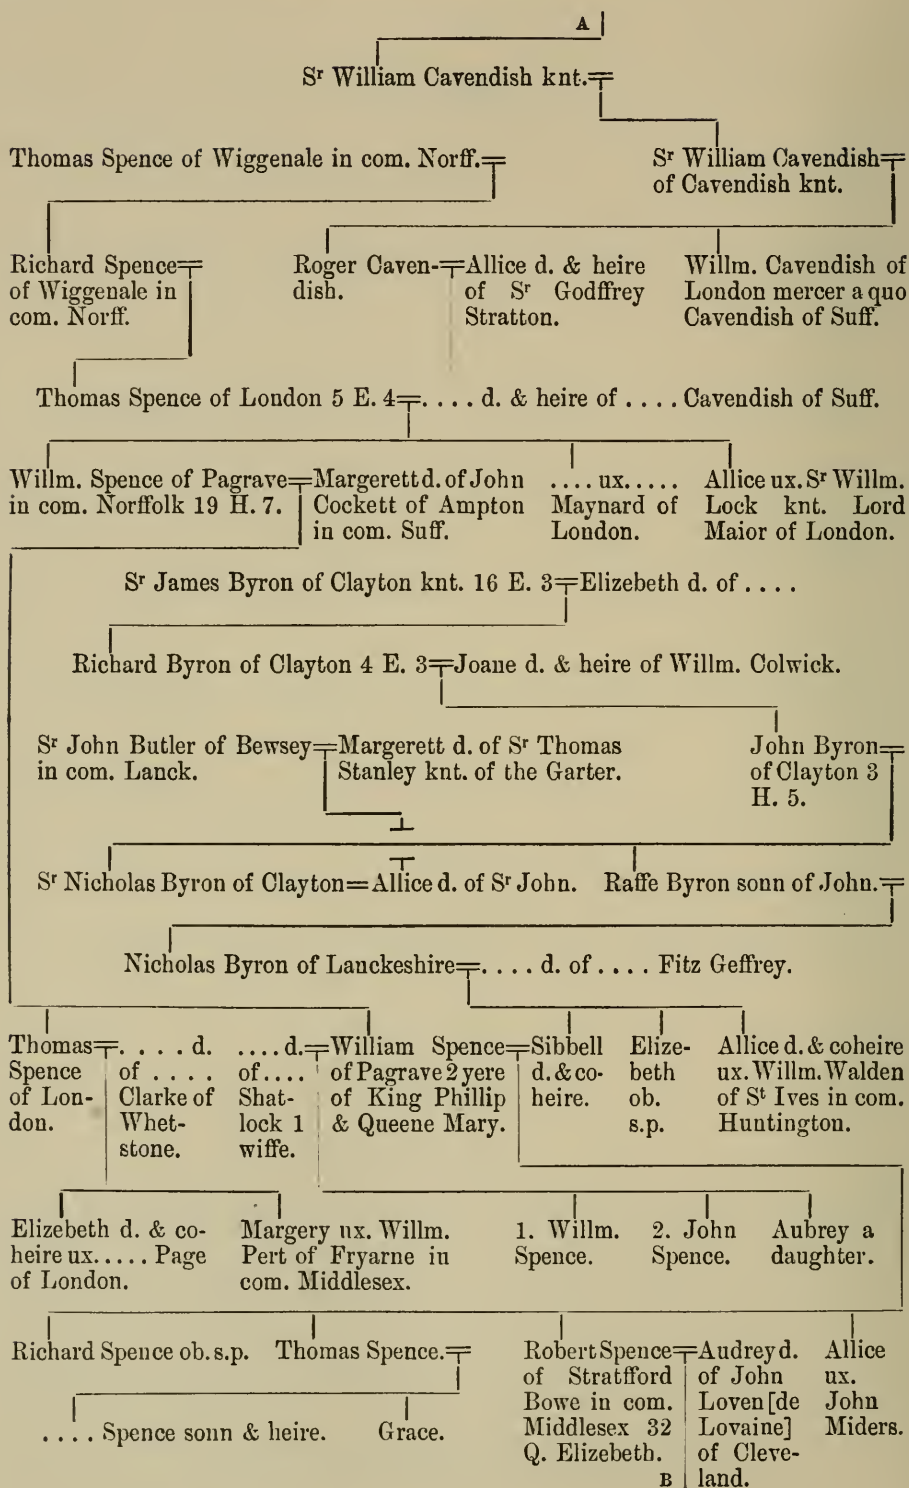 A
Sr William Cavendish knt.
Thomas Spence of Wiggenale in com. Norff.
Sr William Cavendish
of Cavendish knt.
Richard Spence
of Wiggenale in
com. Norff.
Roger Caven-
dish.
Allice d. & heire
of Sr Godffrey
Stratton.
Willm. Cavendish of
London mercer a quo
Cavendish of Suff.
Thomas Spence of London 5 E. 4 . . . . d. & heire of . . . . Cavendish of Suff.
Willm. Spence of Pagrave
in com. Norffolk 19 H. 7.
Margerett d. of John
Cockett of Ampton
in com. Suff.
. . . . ux. . . . .
Maynard of
London.
Allice ux. Sr Willm.
Lock knt. Lord
Maior of London.
Sr James Byron of Clayton knt. 16 E. 3 Elizebeth d. of . . . .
Richard Byron of Clayton 4 E. 3 Joane d. & heire of Willm. Colwick.
Sr John Butler of Bewsey
in com. Lanck.
Margerett d. of Sr Thomas
Stanley knt. of the Garter.
John Byron
of Clayton 3
H. 5.
Sr Nicholas Byron of Clayton = Allice d. of Sr John. Raffe Byron sonn of John.
Nicholas Byron of Lanckeshire . . . . d. of . . . . Fitz Geffrey.
Thomas
Spence
of Lon-
don.
. . . . d.
of . . . .
Clarke of
Whet-
stone.
. . . . d.
of . . . .
Shat-
lock 1
wiffe.
William Spence
of Pagrave 2 yere
of King Phillip
& Queene Mary.
Sibbell
d. & co-
heire.
Elize-
beth
ob.
s.p.
Allice d. & coheire
ux. Willm. Walden
of St Ives in com.
Huntington.
Elizebeth d. & co-
heire ux. . . . . Page
of London.
Margery ux. Willm.
Pert of Fryarne in
com. Middlesex.
1. Willm.
Spence.
2. John
Spence.
Aubrey a
daughter.
Richard Spence ob. s.p.
Thomas Spence.
Robert Spence
of Stratfford
Bowe in com.
Middlesex 32
Q. Elizebeth.
B
Audrey d.
of John
Loven [de
Lovaine]
of Cleve-
land.
Allice
ux.
John
Miders.
. . . . Spence sonn & heire.
Grace.